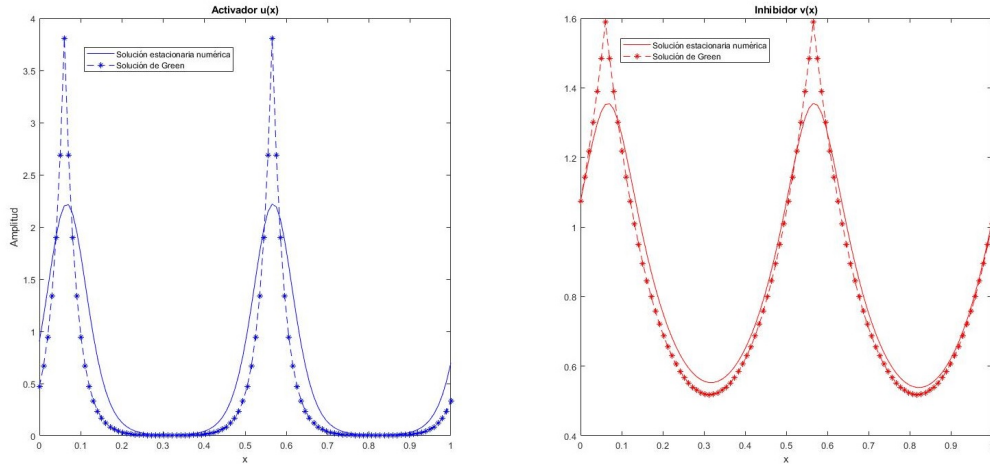 Activador u(x)
4
3.5
3
2.5
2
1.5
1
0.5
0
Amplitud
Solución estacionaria numérica
Solución de Green
0 0.1 0.2 0.3 0.4 0.5 0.6 0.7 0.8 0.9 1
x
Inhibidor v(x)
1.6
1.4
1.2
1
0.8
0.6
0.4
Solución estacionaria numérica
Solución de Green
0 0.1 0.2 0.3 0.4 0.5 0.6 0.7 0.8 0.9
x